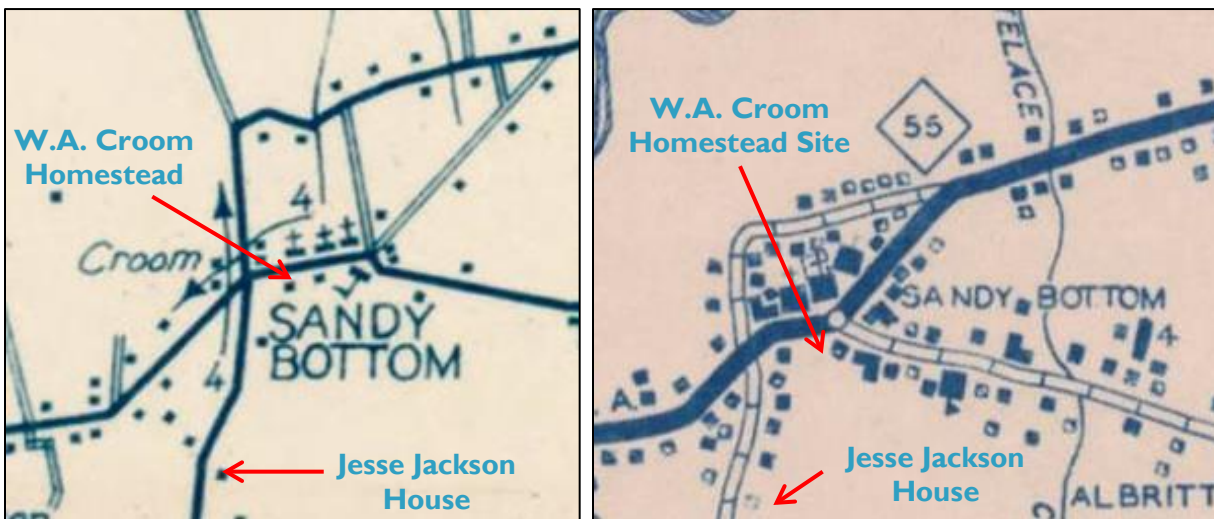 W.A. Croom
Homestead
4
Croom
SANDY
BOTTOM
4
Jesse Jackson
House
W.A. Croom
Homestead Site
55
SANDY BOTTOM
4
A.
Jesse Jackson
House
ALBRITT